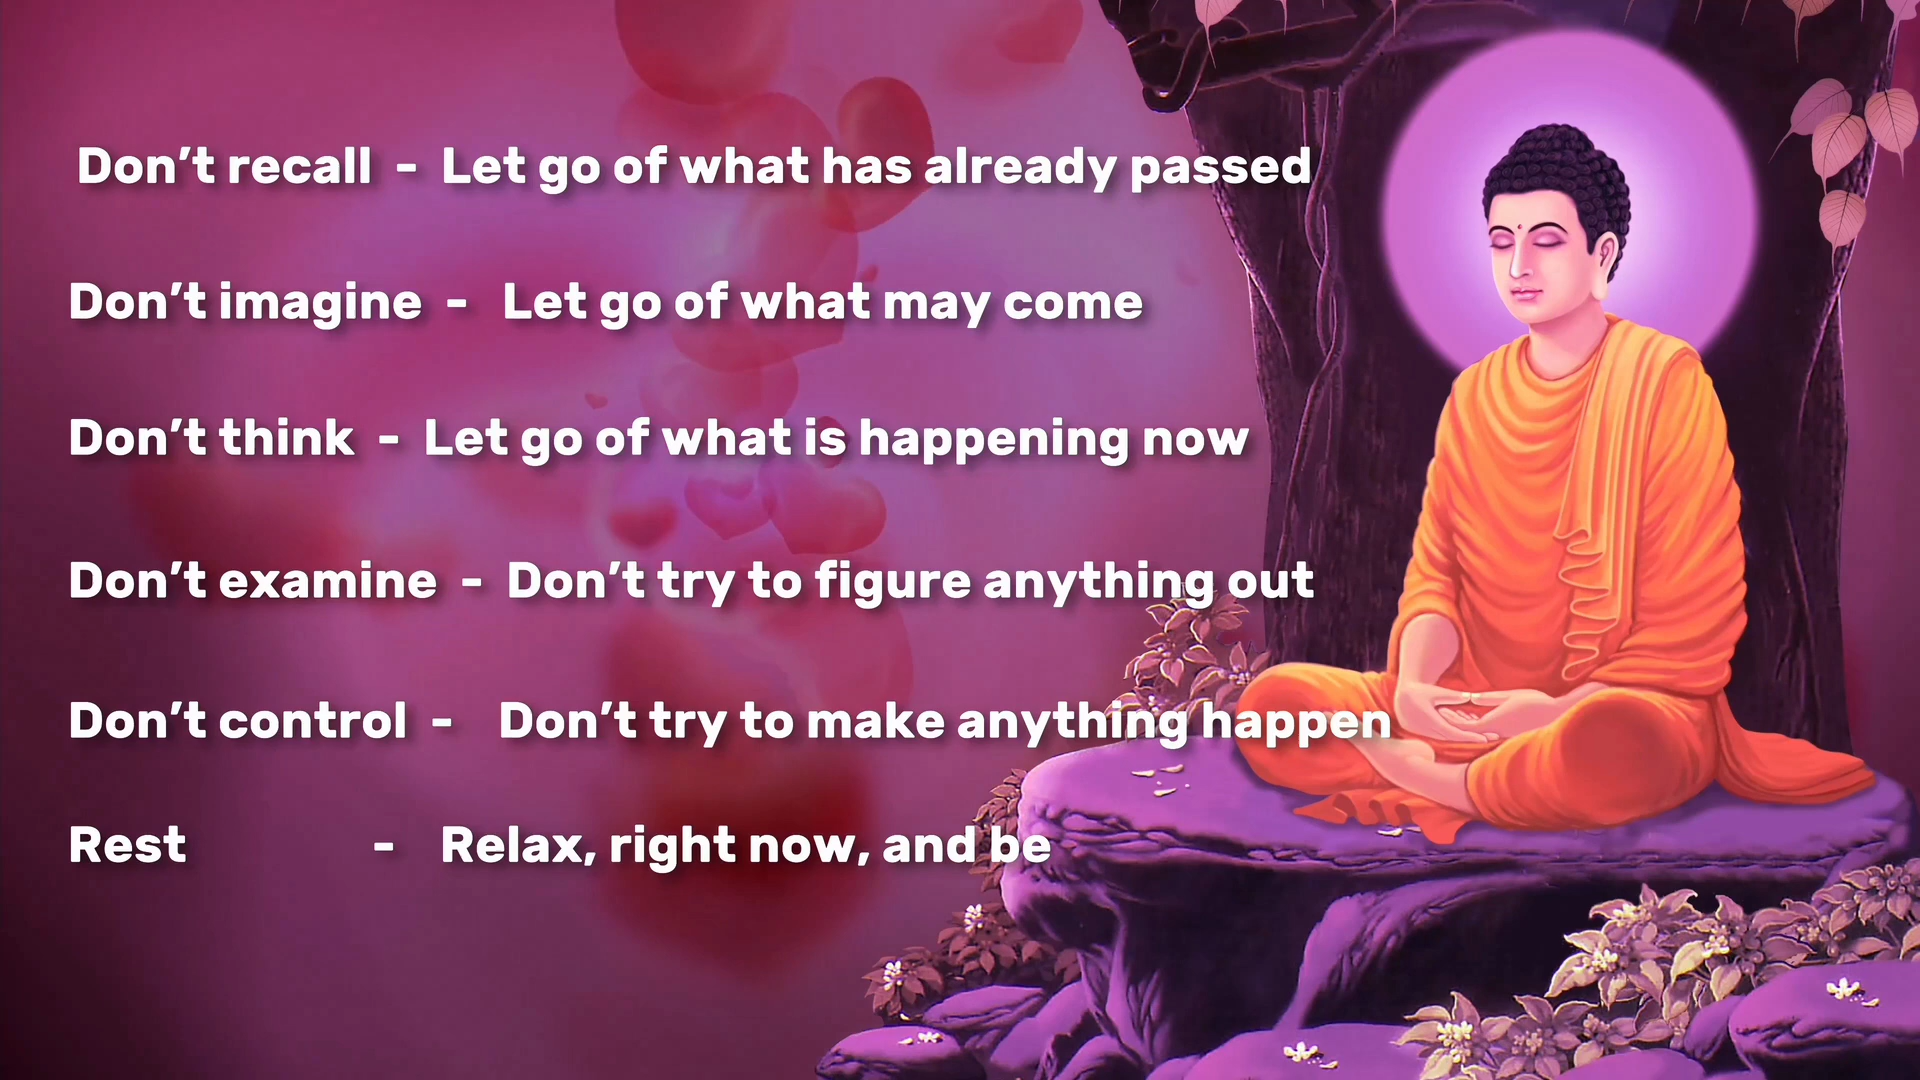 Don't recall - Let go of what has already passed
Don't imagine - Let go of what may come
Don't think - Let go of what is happening now
Don't examine - Don't try to figure anything out
Don't control - Don't try to make anything happen
Rest - Relax, right now, and be